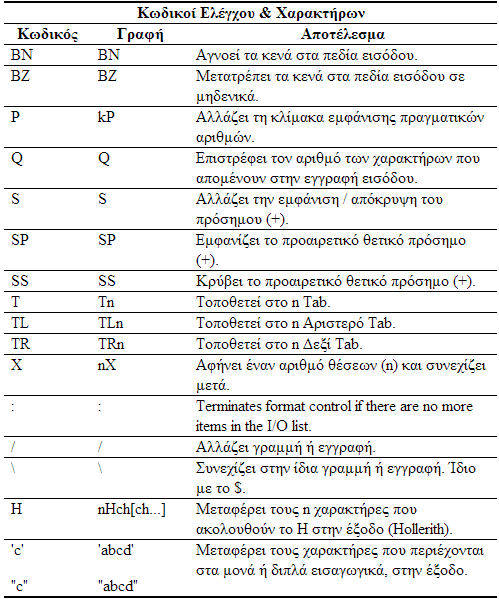 Κωδικοί Ελέγχου & Χαρακτήρων
Κωδικός Γραφή Αποτέλεσμα
BN BN Αγνοεί τα κενά στα πεδία εισόδου.
BZ BZ Μετατρέπει τα κενά στα πεδία εισόδου σε
μηδενικά.
P kP Αλλάζει τη κλίμακα εμφάνισης πραγματικών
αριθμών.
Q Q Επιστρέφει τον αριθμό των χαρακτήρων που
απομένουν στην εγγραφή εισόδου.
S S Αλλάζει την εμφάνιση / απόκρυψη του
πρόσημου (+).
SP SP Εμφανίζει το προαιρετικό θετικό πρόσημο
(+).
SS SS Κρύβει το προαιρετικό θετικό πρόσημο (+).
T Tn Τοποθετεί στο n Tab.
TL TLn Τοποθετεί στο n Αριστερό Tab.
TR TRn Τοποθετεί στο n Δεξί Tab.
X nX Αφήνει έναν αριθμό θέσεων (n) και συνεχίζει
μετά.
: : Terminates format control if there are no more
items in the I/O list.
/ / Αλλάζει γραμμή ή εγγραφή.
\ \ Συνεχίζει στην ίδια γραμμή ή εγγραφή. Ίδιο
με το $.
H nHch[ch...] Μεταφέρει τους n χαρακτήρες που
ακολουθούν το H στην έξοδο (Hollerith).
'c' 'abcd' Μεταφέρει τους χαρακτήρες που περιέχονται
στα μονά ή διπλά εισαγωγικά, στην έξοδο.
"c" "abcd"